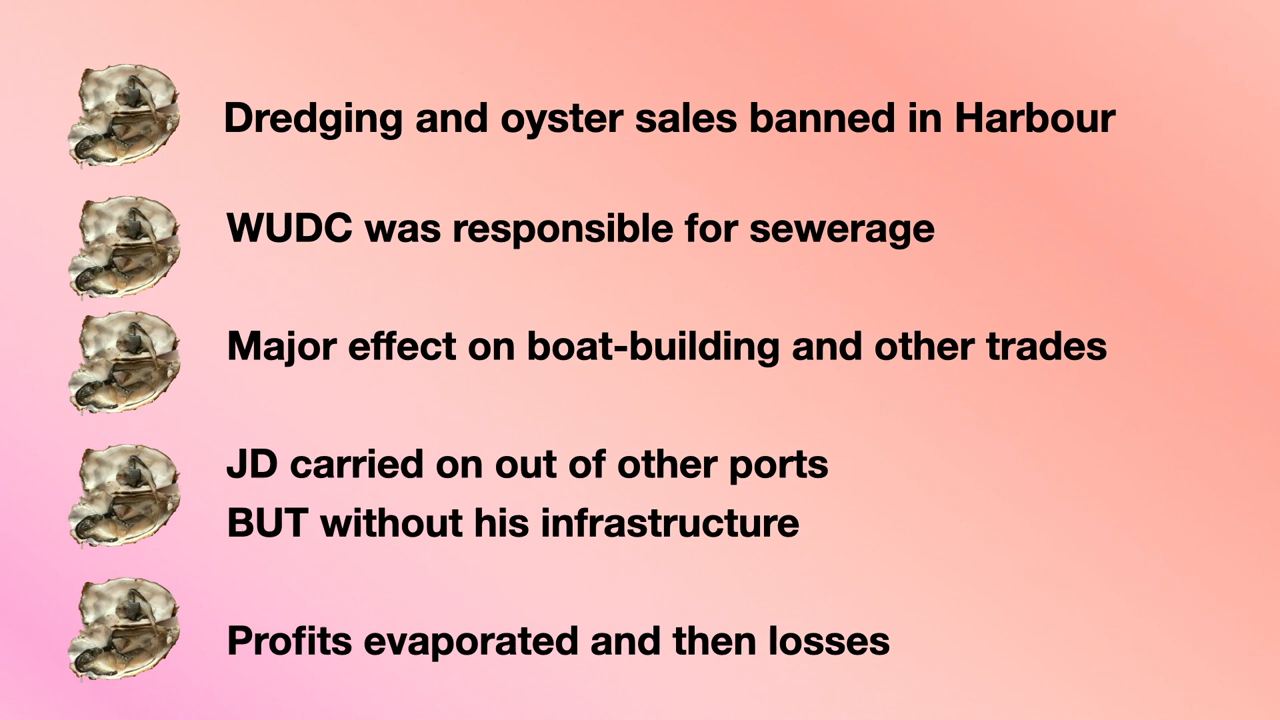 Dredging and oyster sales banned in Harbour
WUDC was responsible for sewerage
Major effect on boat-building and other trades
JD carried on out of other ports
BUT without his infrastructure
Profits evaporated and then losses